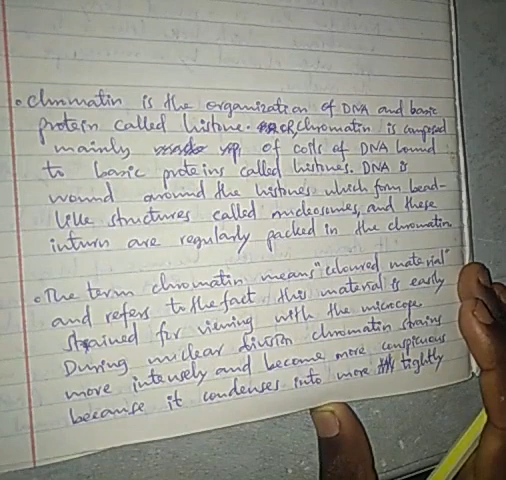 • Chromatin is the organization of DNA and basic
protein called histone. OR Chromatin is composed
mainly of coils of DNA bound
to basic proteins called histones. DNA is
wound around the histones which form bead-
like structures called nucleosomes, and these
inturn are regularly packed in the chromatin.
• The term chromatin means "coloured material"
and refers to the fact this material is easily
stained for viewing with the microcope.
During nuclear division chromatin stains
more intensely and become more conspicuous
because it condenses into more tightly